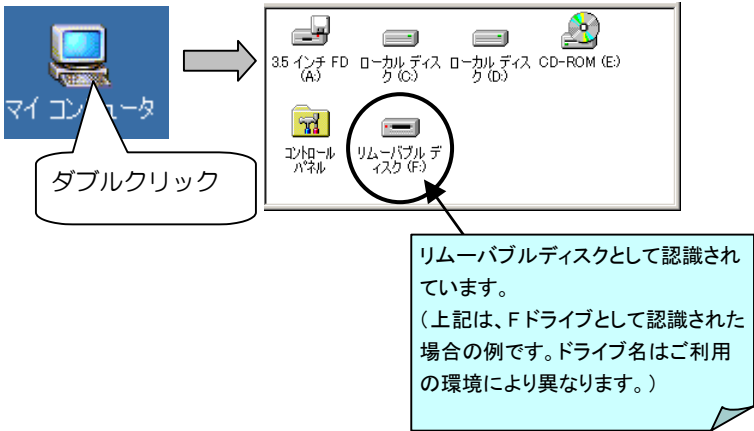 マイ コンピュータ
ダブルクリック
3.5 インチ FD
(A:)
ローカル ディス
ク (C:)
ローカル ディス
ク (D:)
CD-ROM (E:)
コントロール
パネル
リムーバブル デ
ィスク (F:)
リムーバブルディスクとして認識され
ています。
(上記は、Fドライブとして認識された
場合の例です。ドライブ名はご利用
の環境により異なります。)